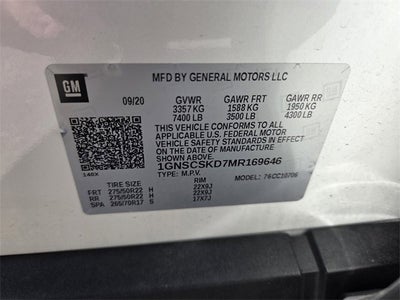 GM
MFD BY GENERAL MOTORS LLC
09/20 GVWR GAWR FRT GAWR RR
3357 KG 1588 KG 1950 KG
7400 LB 3500 LB 4300 LB
THIS VEHICLE CONFORMS TO ALL
APPLICABLE U.S. FEDERAL MOTOR
VEHICLE SAFETY STANDARDS IN
EFFECT ON THE DATE OF
MANUFACTURE SHOWN ABOVE.
1GNSCSKD7MR169646
TYPE: M.P.V. MODEL:
140X
TIRE SIZE RIM
FRT 275/50R22 H 22X9J
RR 275/50R22 H 22X9J
SPA 265/70R17 S 17X7J